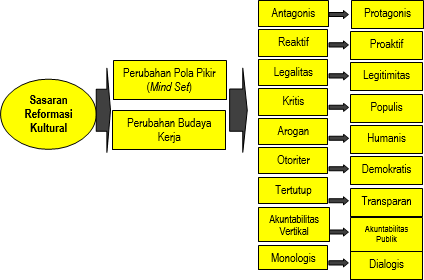 Sasaran
Reformasi
Kultural
Perubahan Pola Pikir
(Mind Set)
Perubahan Budaya
Kerja
Antagonis
Protagonis
Reaktif
Proaktif
Legalitas
Legitimitas
Kritis
Populis
Arogan
Humanis
Otoriter
Demokratis
Tertutup
Transparan
Akuntabilitas
Vertikal
Akuntabilitas
Publik
Monologis
Dialogis